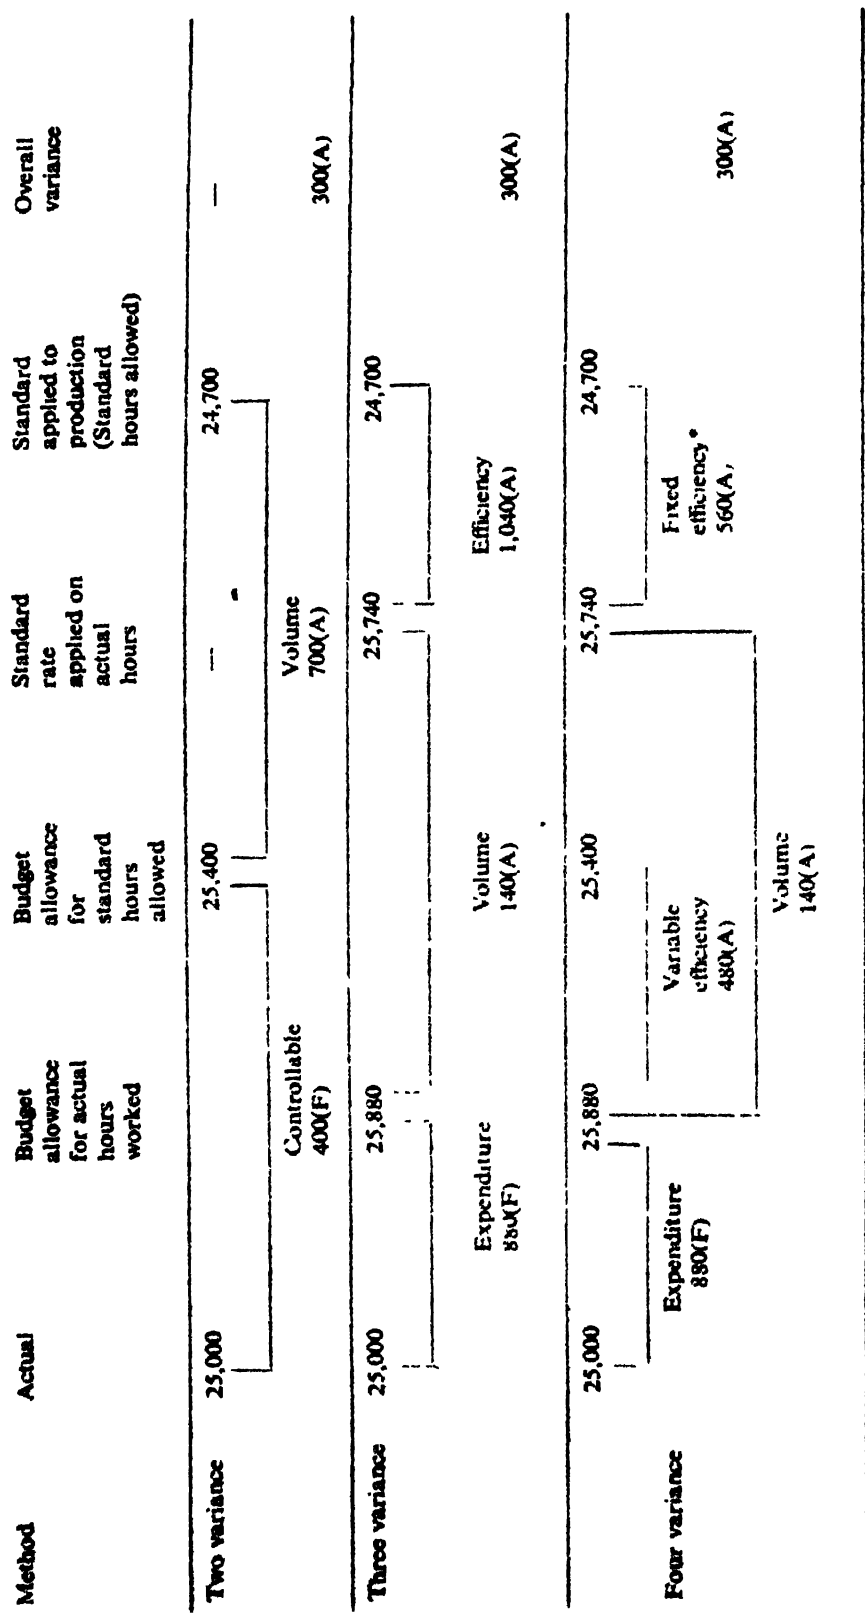 Method
Actual
Budget
allowance
for actual
hours
worked
Budget
allowance
for
standard
hours
allowed
Standard
rate
applied on
actual
hours
Standard
applied to
production
(Standard
hours allowed)
Overall
variance
Two variance
25,000
25,400
—
24,700
—
Controllable
400(F)
Volume
700(A)
300(A)
Three variance
25,000
25,880
25,740
24,700
Expenditure
880(F)
Volume
140(A)
Efficiency
1,040(A)
300(A)
25,000
25,880
25,400
25,740
24,700
Four variance
Expenditure
880(F)
Variable
efficiency
480(A)
Fixed
efficiency*
560(A)
300(A)
Volume
140(A)